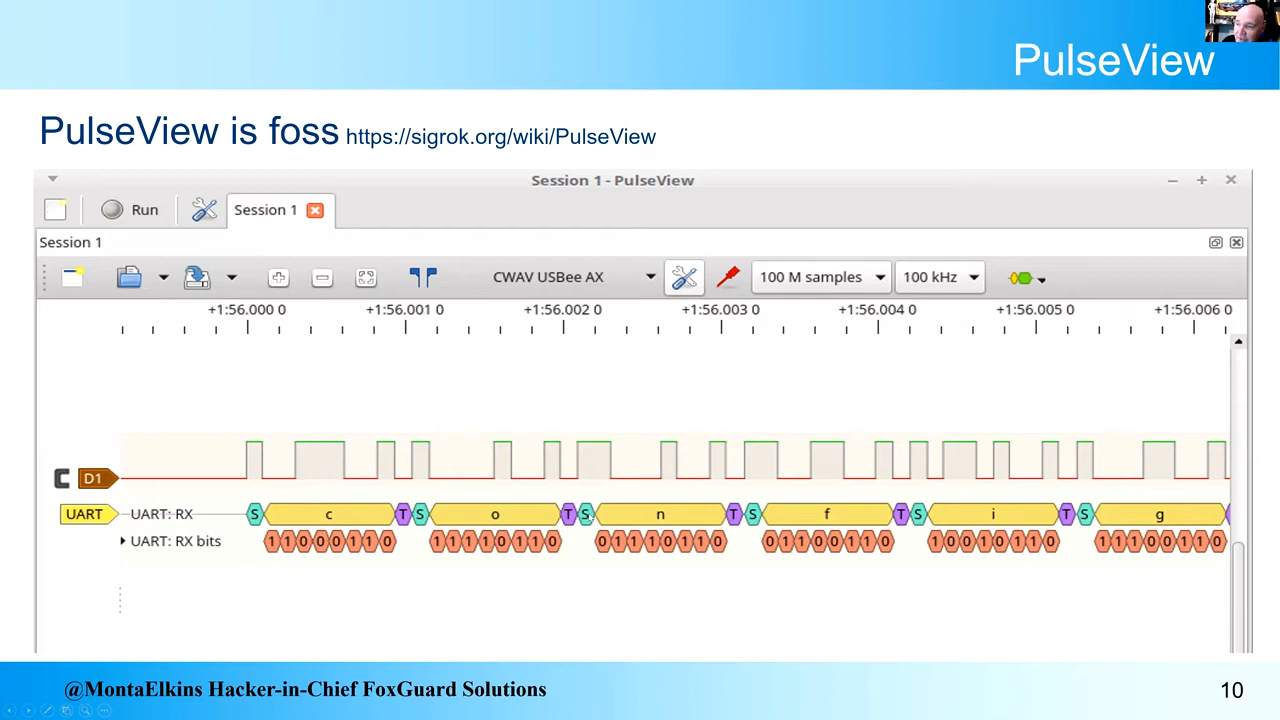 PulseView
PulseView is foss https://sigrok.org/wiki/PulseView
Session 1 - PulseView
Run
Session 1
Session 1
CWAV USBee AX
100 M samples
100 kHz
+1:56.000 0 +1:56.001 0 +1:56.002 0 +1:56.003 0 +1:56.004 0 +1:56.005 0 +1:56.006 0
D1
UART UART: RX S c T S o T S n T S f T S i T S g
UART: RX bits 1 1 0 0 0 1 1 0 1 1 1 1 0 1 1 0 0 1 1 1 0 1 1 0 0 1 1 0 0 1 1 0 1 0 0 1 0 1 1 0 1 1 1 0 0 1 1 0
@MontaElkins Hacker-in-Chief FoxGuard Solutions
10